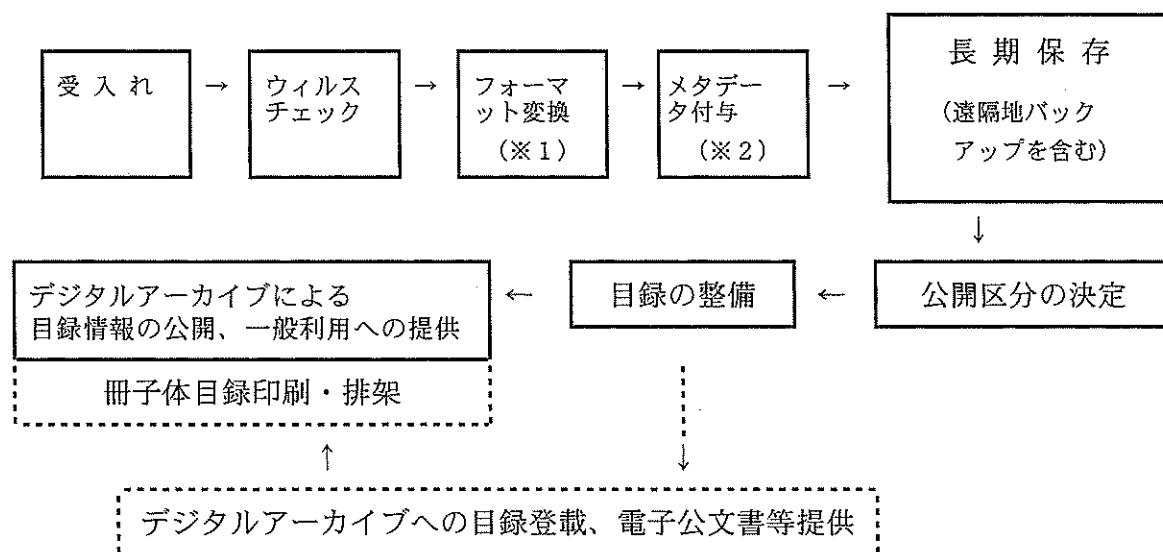 受 入 れ
→
ウィルス
チェック
→
フォーマ
ット変換
（※１）
→
メタデー
タ付与
（※２）
→
長 期 保 存
（遠隔地バック
アップを含む）
↓
公開区分の決定
←
目録の整備
←
デジタルアーカイブによる
目録情報の公開、一般利用への提供
冊子体目録印刷・排架
↑
↓
デジタルアーカイブへの目録登載、電子公文書等提供